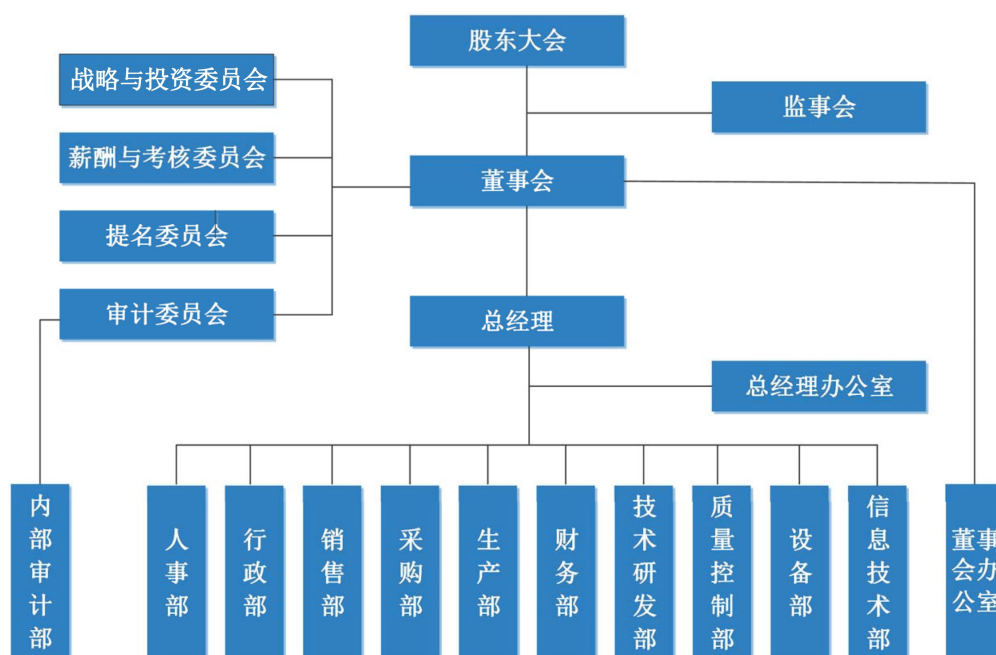 股东大会
战略与投资委员会
监事会
薪酬与考核委员会
董事会
提名委员会
审计委员会
总经理
总经理办公室
内部审计部
人事部
行政部
销售部
采购部
生产部
财务部
技术研发部
质量控制部
设备部
信息技术部
董事
会办
公室